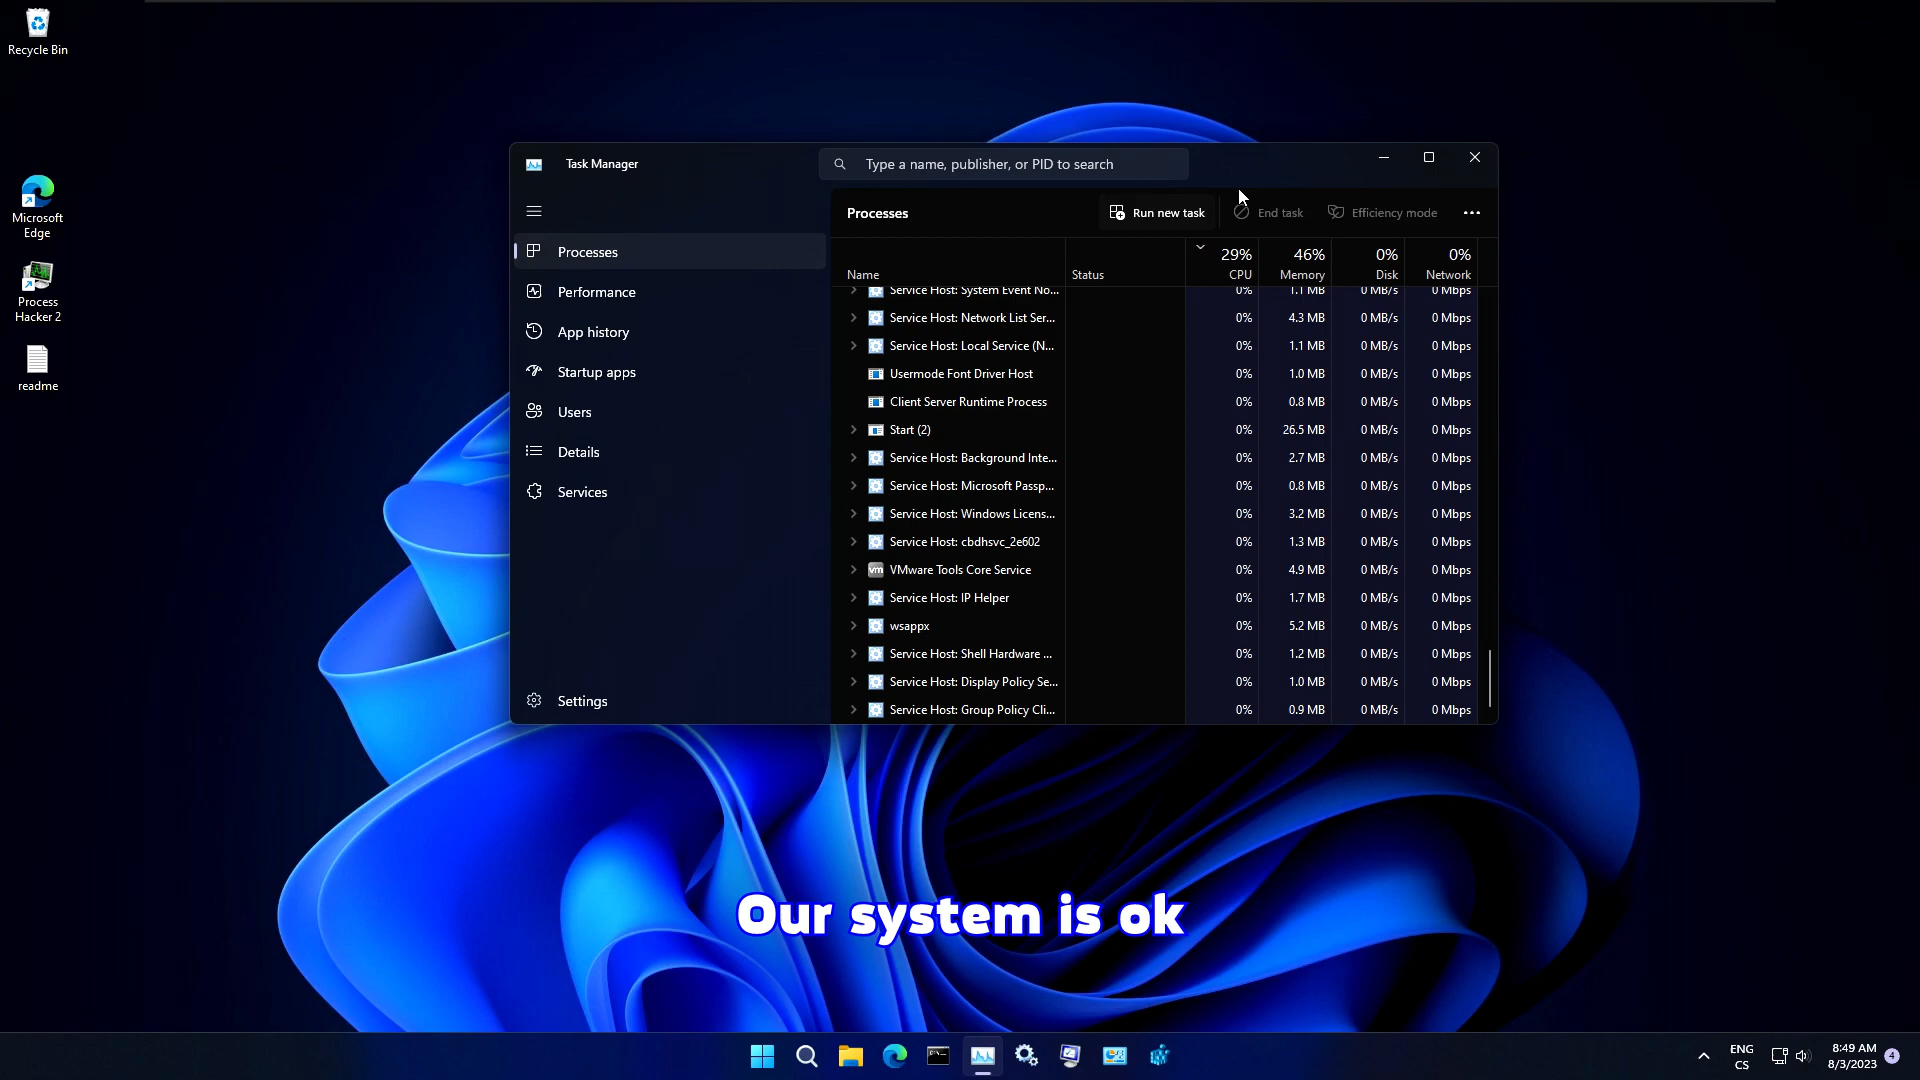 Recycle Bin
Microsoft
Edge
Process
Hacker 2
readme
Task Manager
Type a name, publisher, or PID to search
Processes
Performance
App history
Startup apps
Users
Details
Services
Settings
Processes
Run new task
End task
Efficiency mode
29% 46% 0% 0%
Name Status CPU Memory Disk Network
Service Host: System Event No... 0% 1.1 MB 0 MB/s 0 Mbps
Service Host: Network List Ser... 0% 4.3 MB 0 MB/s 0 Mbps
Service Host: Local Service (N... 0% 1.1 MB 0 MB/s 0 Mbps
Usermode Font Driver Host 0% 1.0 MB 0 MB/s 0 Mbps
Client Server Runtime Process 0% 0.8 MB 0 MB/s 0 Mbps
Start (2) 0% 26.5 MB 0 MB/s 0 Mbps
Service Host: Background Inte... 0% 2.7 MB 0 MB/s 0 Mbps
Service Host: Microsoft Passp... 0% 0.8 MB 0 MB/s 0 Mbps
Service Host: Windows Licens... 0% 3.2 MB 0 MB/s 0 Mbps
Service Host: cbdhsvc_2e602 0% 1.3 MB 0 MB/s 0 Mbps
vm VMware Tools Core Service 0% 4.9 MB 0 MB/s 0 Mbps
Service Host: IP Helper 0% 1.7 MB 0 MB/s 0 Mbps
wsappx 0% 5.2 MB 0 MB/s 0 Mbps
Service Host: Shell Hardware ... 0% 1.2 MB 0 MB/s 0 Mbps
Service Host: Display Policy Se... 0% 1.0 MB 0 MB/s 0 Mbps
Service Host: Group Policy Cli... 0% 0.9 MB 0 MB/s 0 Mbps
Our system is ok
ENG
CS
8:49 AM
8/3/2023
4